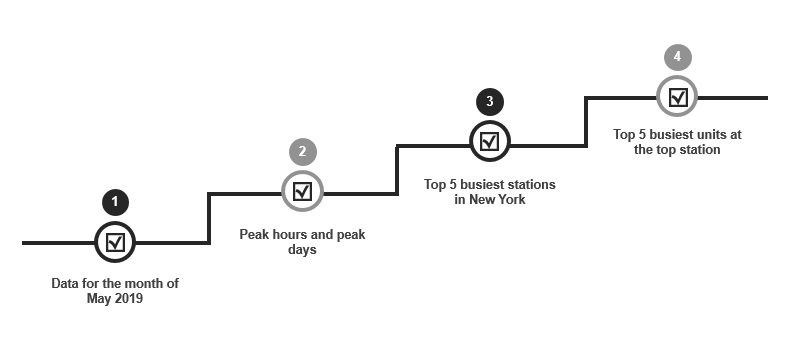 1
Data for the month of
May 2019
2
Peak hours and peak
days
3
Top 5 busiest stations
in New York
4
Top 5 busiest units at
the top station